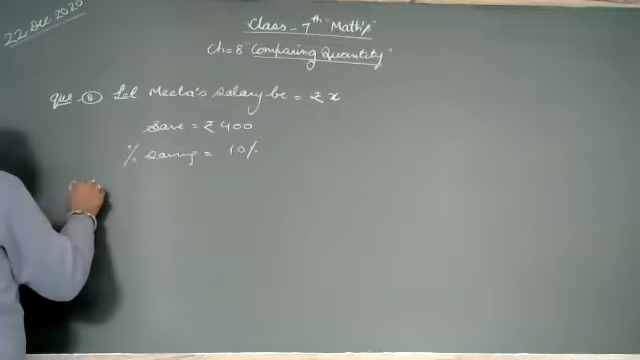 22 Dec 2020
Class - 7th "Math's"
Ch = 8 "Comparing Quantity"
Que. 8 Let Meeta's salary be = ₹ x
Save = ₹ 400
% saving = 10%